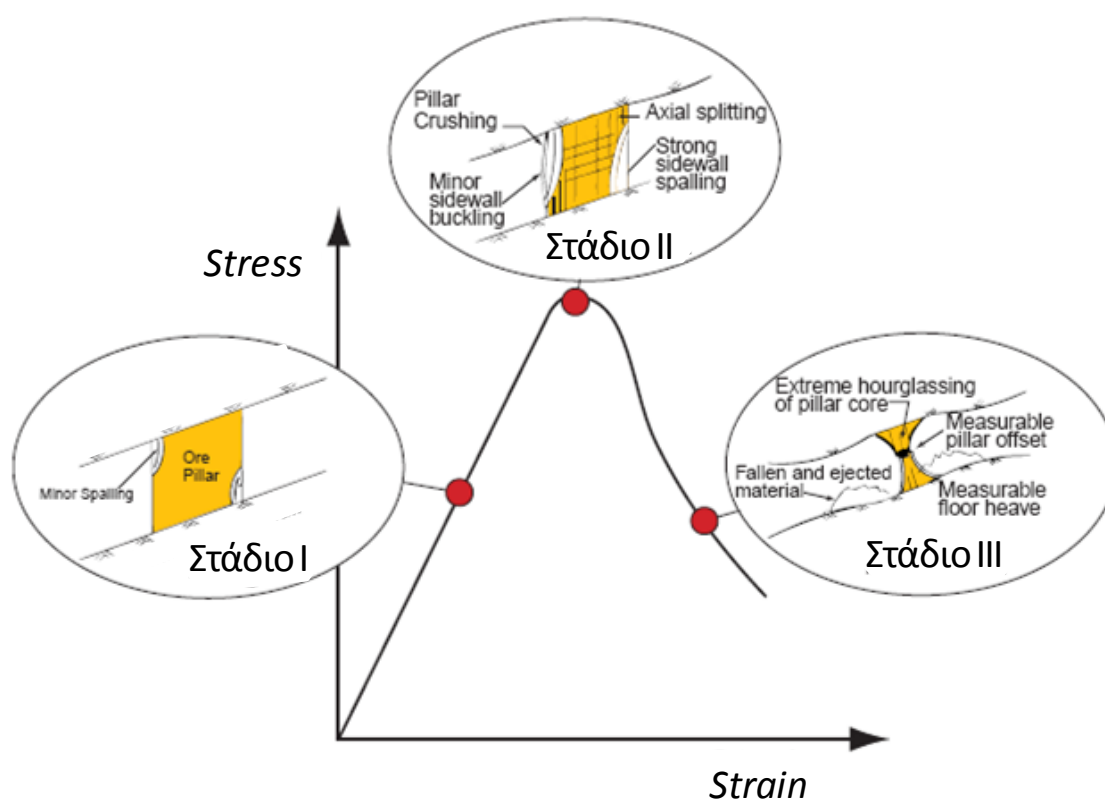 Pillar
Crushing
Axial splitting
Strong
sidewall
spalling
Minor
sidewall
buckling
Στάδιο II
Stress
Ore
Pillar
Minor Spalling
Στάδιο I
Extreme hourglassing
of pillar core
Measurable
pillar offset
Fallen and ejected
material
Measurable
floor heave
Στάδιο III
Strain